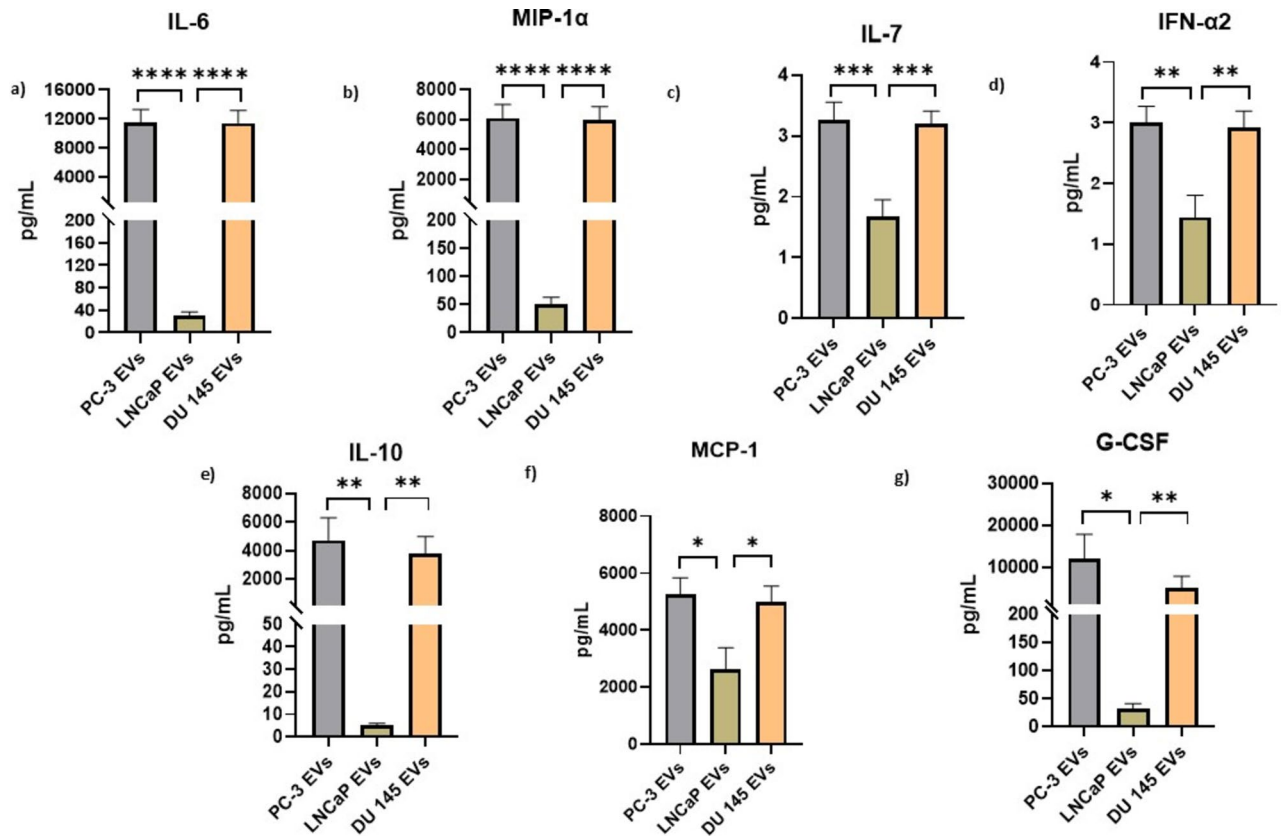 IL-6
a)
**** ****
pg/mL
16000
12000
8000
4000
200
160
120
80
40
0
PC-3 EVs
LNCaP EVs
DU 145 EVs
MIP-1α
b)
**** ****
pg/mL
8000
6000
4000
2000
200
150
100
50
0
PC-3 EVs
LNCaP EVs
DU 145 EVs
IL-7
c)
*** ***
pg/mL
4
3
2
1
0
PC-3 EVs
LNCaP EVs
DU 145 EVs
IFN-α2
d)
** **
pg/mL
4
3
2
1
0
PC-3 EVs
LNCaP EVs
DU 145 EVs
IL-10
e)
** **
pg/mL
8000
6000
4000
2000
50
40
30
20
10
0
PC-3 EVs
LNCaP EVs
DU 145 EVs
MCP-1
f)
* *
pg/mL
8000
6000
4000
2000
0
PC-3 EVs
LNCaP EVs
DU 145 EVs
G-CSF
g)
* **
pg/mL
30000
20000
10000
200
150
100
50
0
PC-3 EVs
LNCaP EVs
DU 145 EVs